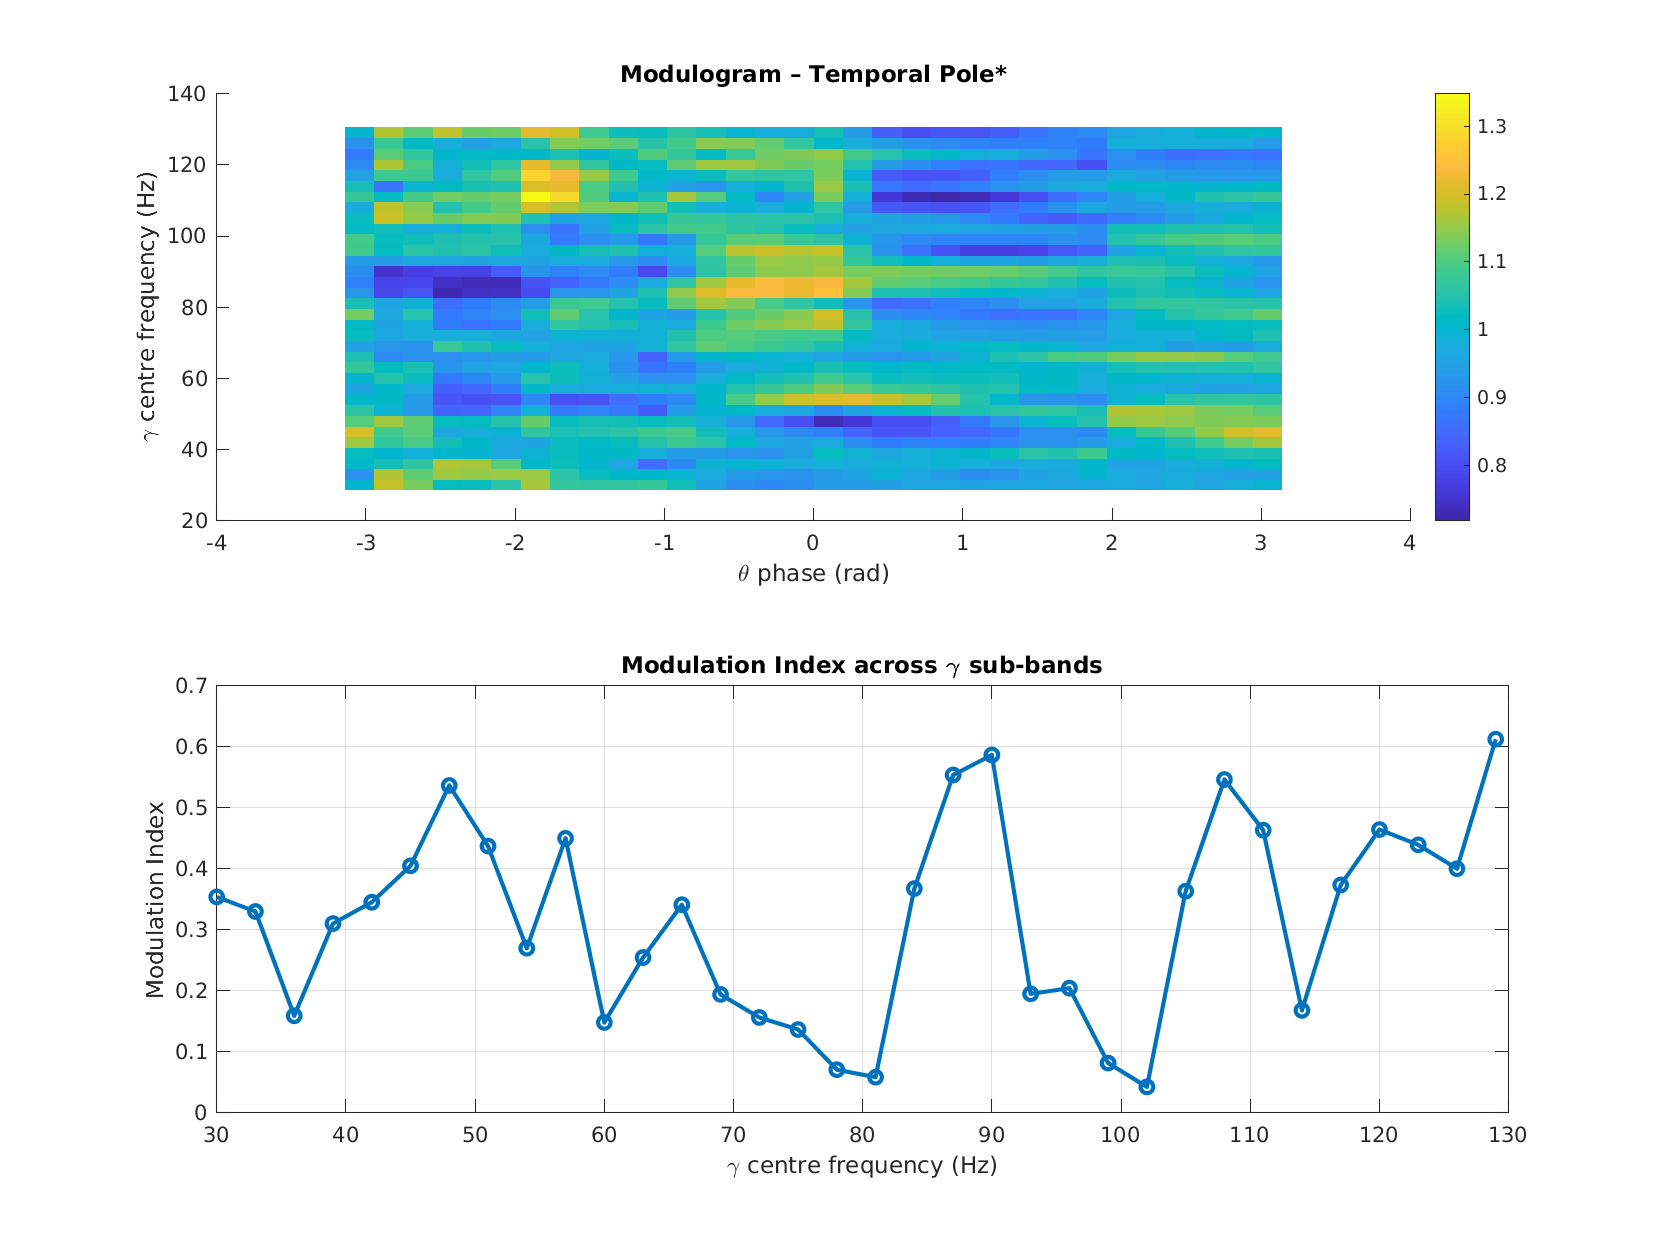 Modulogram – Temporal Pole*
140
120
100
80
60
40
20
γ centre frequency (Hz)
-4 -3 -2 -1 0 1 2 3 4
θ phase (rad)
1.3
1.2
1.1
1
0.9
0.8
Modulation Index across γ sub-bands
0.7
0.6
0.5
0.4
0.3
0.2
0.1
0
Modulation Index
30 40 50 60 70 80 90 100 110 120 130
γ centre frequency (Hz)